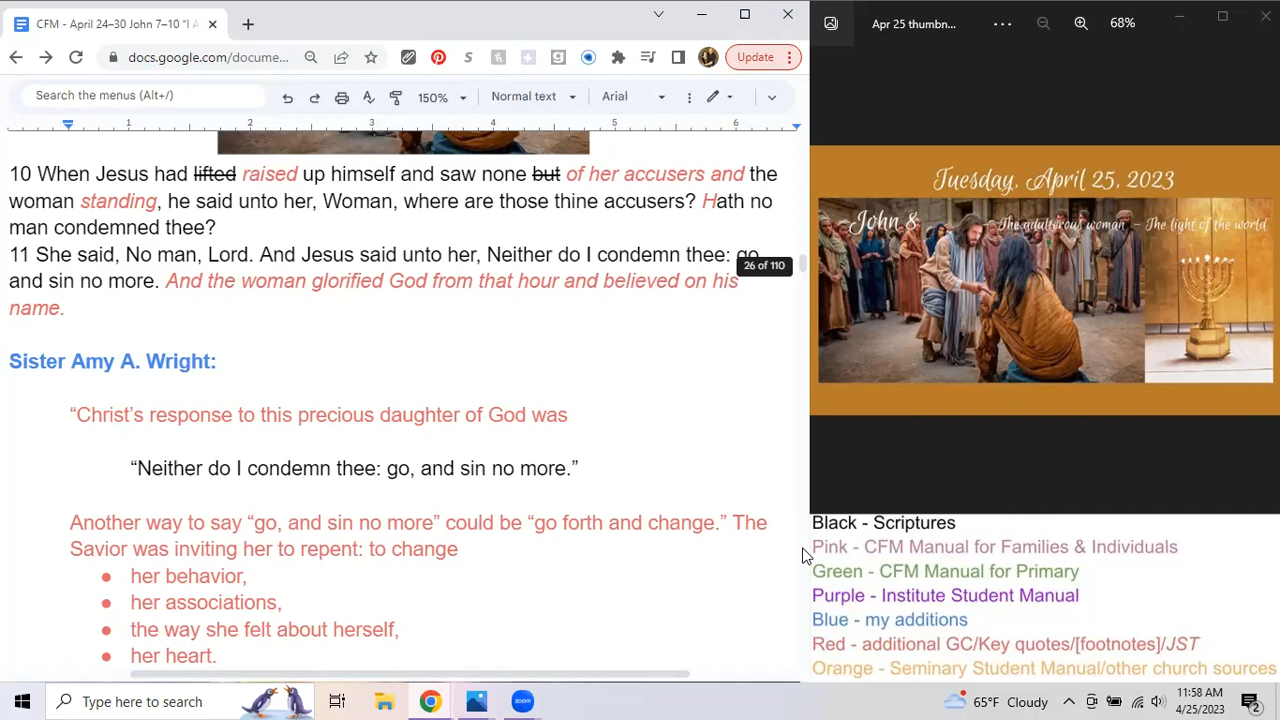 CFM - April 24–30 John 7–10 "I A
Apr 25 thumbn...
68%
docs.google.com/docume...
Update
Search the menus (Alt+/)
150%
Normal text
Arial
1 2 3 4 5 6
10 When Jesus had lifted raised up himself and saw none but of her accusers and the
woman standing, he said unto her, Woman, where are those thine accusers? Hath no
man condemned thee?
11 She said, No man, Lord. And Jesus said unto her, Neither do I condemn thee: go
26 of 110
and sin no more. And the woman glorified God from that hour and believed on his
name.
Sister Amy A. Wright:
“Christ’s response to this precious daughter of God was
“Neither do I condemn thee: go, and sin no more.”
Another way to say “go, and sin no more” could be “go forth and change.” The
Savior was inviting her to repent: to change
● her behavior,
● her associations,
● the way she felt about herself,
● her heart.
Tuesday, April 25, 2023
John 8 - The adulterous woman - The light of the world
Black - Scriptures
Pink - CFM Manual for Families & Individuals
Green - CFM Manual for Primary
Purple - Institute Student Manual
Blue - my additions
Red - additional GC/Key quotes/[footnotes]/JST
Orange - Seminary Student Manual/other church sources
Type here to search
zoom
65°F Cloudy
11:58 AM
4/25/2023
2